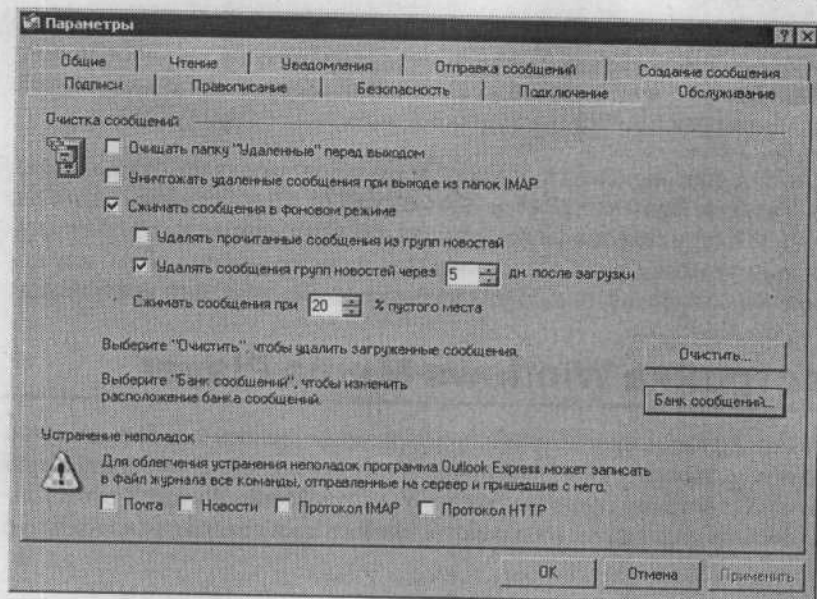 Параметры
Общие Чтение Уведомления Отправка сообщений Создание сообщения
Подписи Правописание Безопасность Подключение Обслуживание
Очистка сообщений
Очищать папку "Удаленные" перед выходом
Уничтожать удаленные сообщения при выходе из папок IMAP
Сжимать сообщения в фоновом режиме
Удалять прочитанные сообщения из групп новостей
Удалять сообщения групп новостей через 5 дн. после загрузки
Сжимать сообщения при 20 % пустого места
Выберите "Очистить", чтобы удалить загруженные сообщения. Очистить...
Выберите "Банк сообщений", чтобы изменить
расположение банка сообщений. Банк сообщений...
Устранение неполадок
Для облегчения устранения неполадок программа Outlook Express может записать
в файл журнала все команды, отправленные на сервер и пришедшие с него.
Почта Новости Протокол IMAP Протокол HTTP
OK Отмена Применить